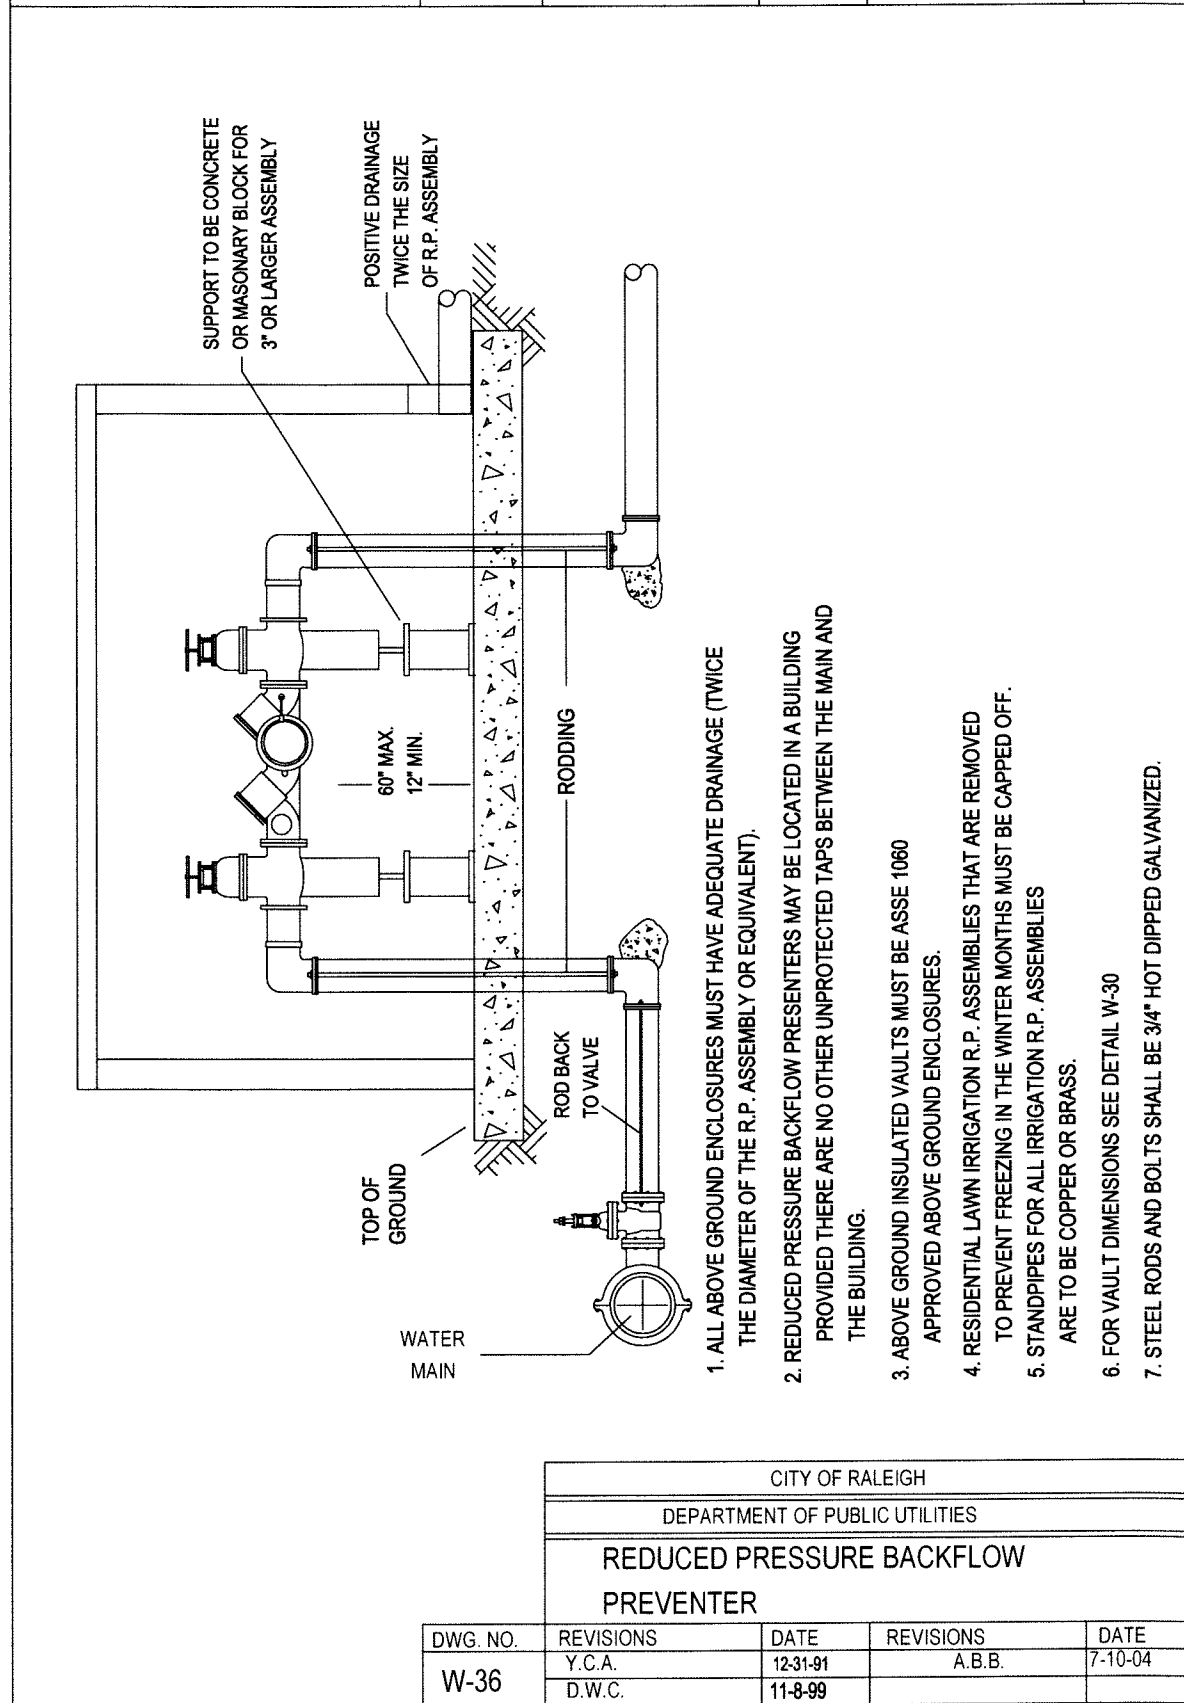 SUPPORT TO BE CONCRETE
OR MASONARY BLOCK FOR
3" OR LARGER ASSEMBLY
POSITIVE DRAINAGE
TWICE THE SIZE
OF R.P. ASSEMBLY
60" MAX.
12" MIN.
RODDING
ROD BACK
TO VALVE
TOP OF
GROUND
WATER
MAIN
1. ALL ABOVE GROUND ENCLOSURES MUST HAVE ADEQUATE DRAINAGE (TWICE
THE DIAMETER OF THE R.P. ASSEMBLY OR EQUIVALENT).
2. REDUCED PRESSURE BACKFLOW PRESENTERS MAY BE LOCATED IN A BUILDING
PROVIDED THERE ARE NO OTHER UNPROTECTED TAPS BETWEEN THE MAIN AND
THE BUILDING.
3. ABOVE GROUND INSULATED VAULTS MUST BE ASSE 1060
APPROVED ABOVE GROUND ENCLOSURES.
4. RESIDENTIAL LAWN IRRIGATION R.P. ASSEMBLIES THAT ARE REMOVED
TO PREVENT FREEZING IN THE WINTER MONTHS MUST BE CAPPED OFF.
5. STANDPIPES FOR ALL IRRIGATION R.P. ASSEMBLIES
ARE TO BE COPPER OR BRASS.
6. FOR VAULT DIMENSIONS SEE DETAIL W-30
7. STEEL RODS AND BOLTS SHALL BE 3/4" HOT DIPPED GALVANIZED.
CITY OF RALEIGH
DEPARTMENT OF PUBLIC UTILITIES
REDUCED PRESSURE BACKFLOW
PREVENTER
DWG. NO. REVISIONS DATE REVISIONS DATE
W-36 Y.C.A. 12-31-91 A.B.B. 7-10-04
D.W.C. 11-8-99